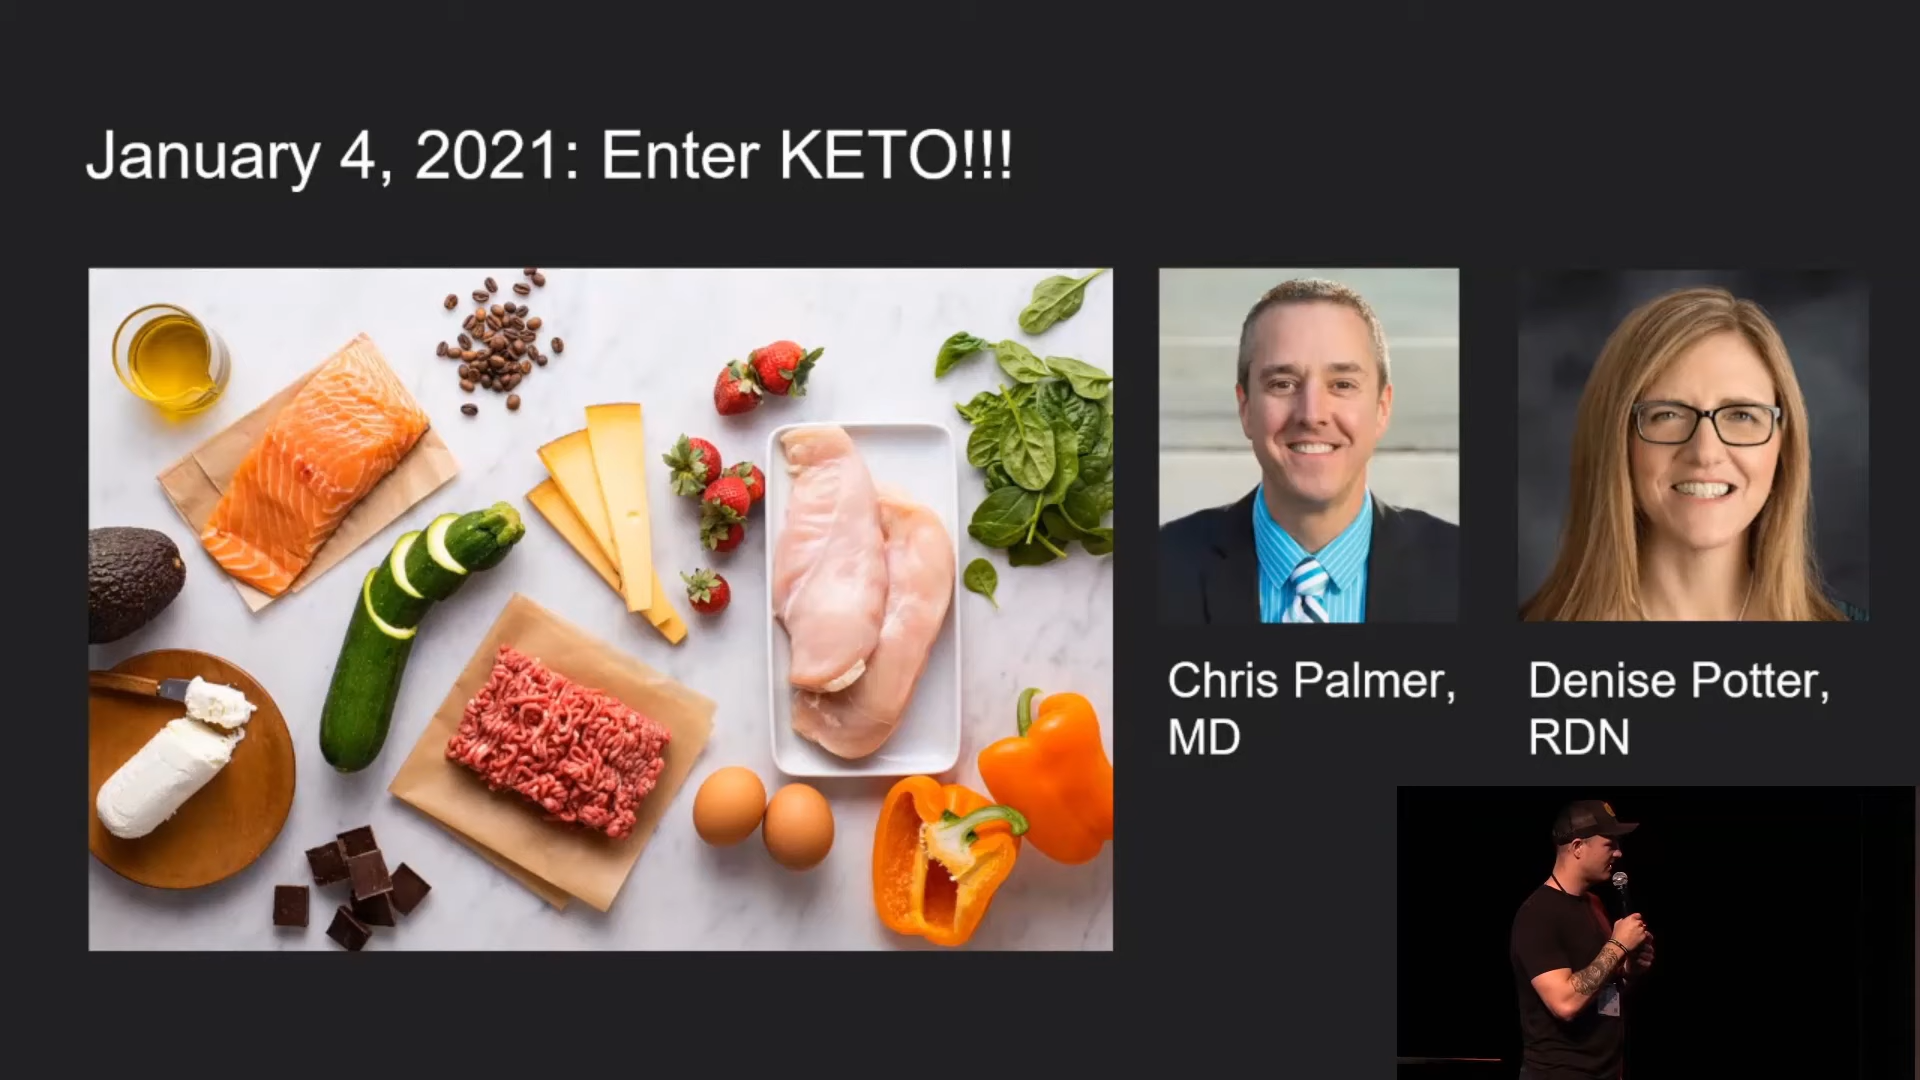 January 4, 2021: Enter KETO!!!
Chris Palmer,
MD
Denise Potter,
RDN